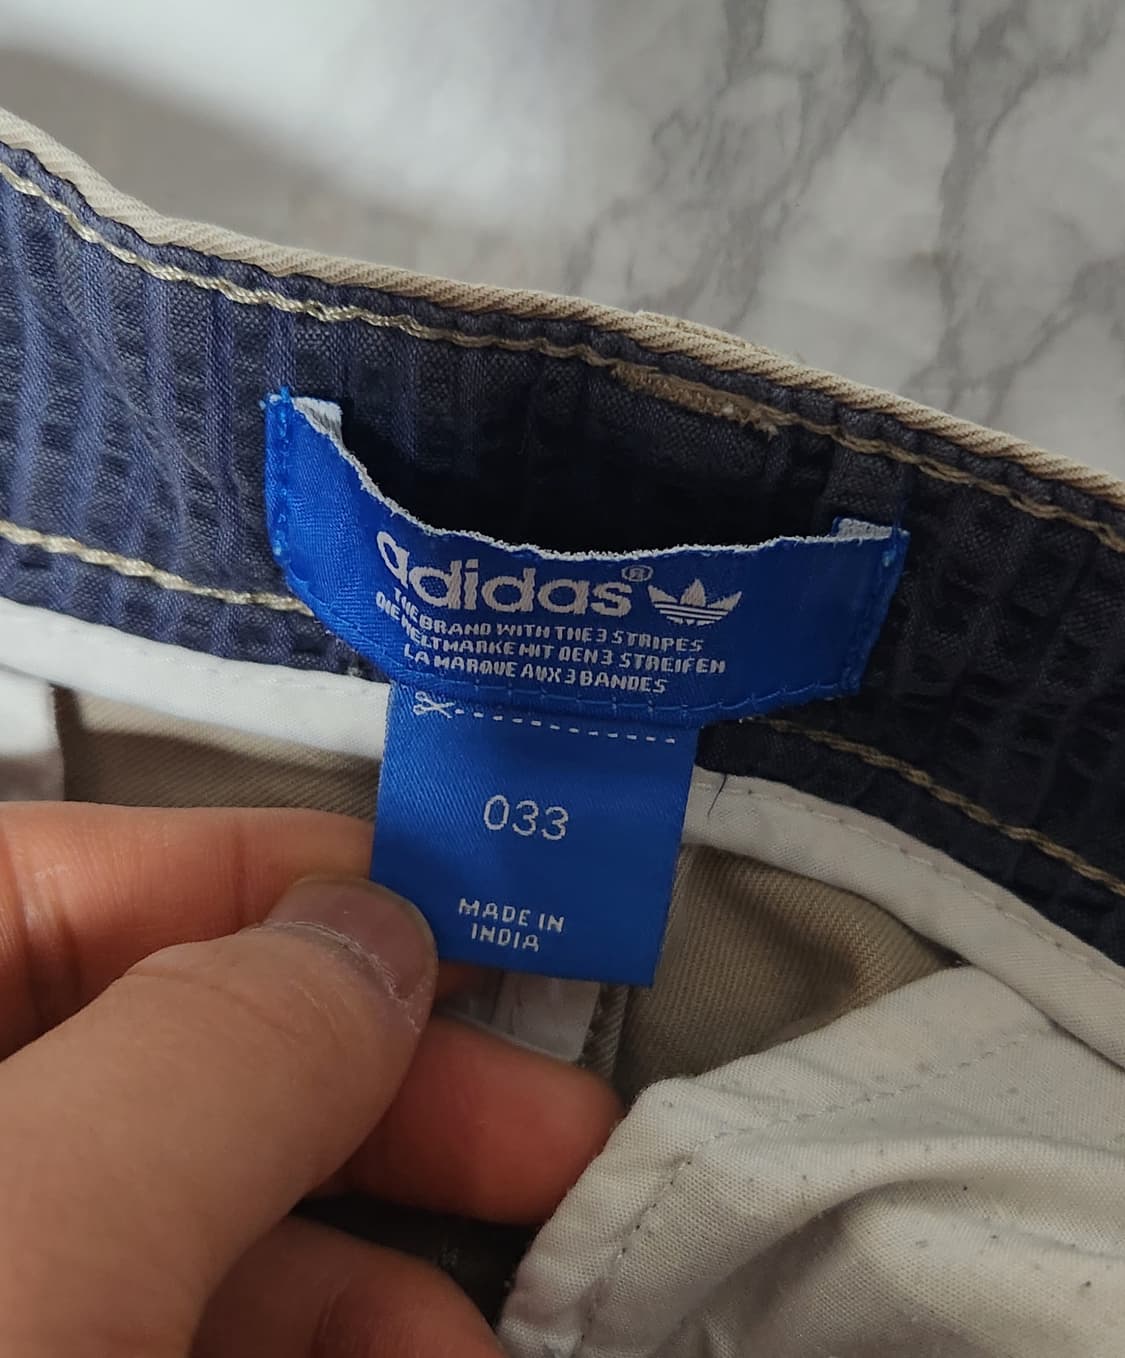 adidas®
THE BRAND WITH THE 3 STRIPES
DIE WELTMARKE MIT DEN 3 STREIFEN
LA MARQUE AUX 3 BANDES
033
MADE IN
INDIA